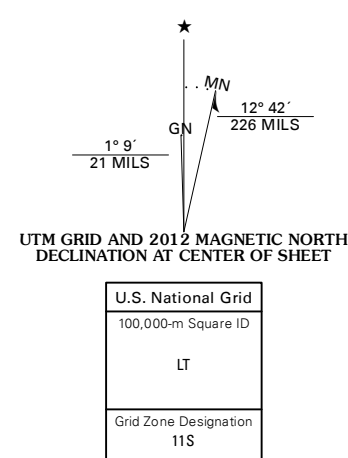 ★
MN
GN
12° 42´
226 MILS
1° 9´
21 MILS
UTM GRID AND 2012 MAGNETIC NORTH
DECLINATION AT CENTER OF SHEET
U.S. National Grid
100,000-m Square ID
LT
Grid Zone Designation
11S